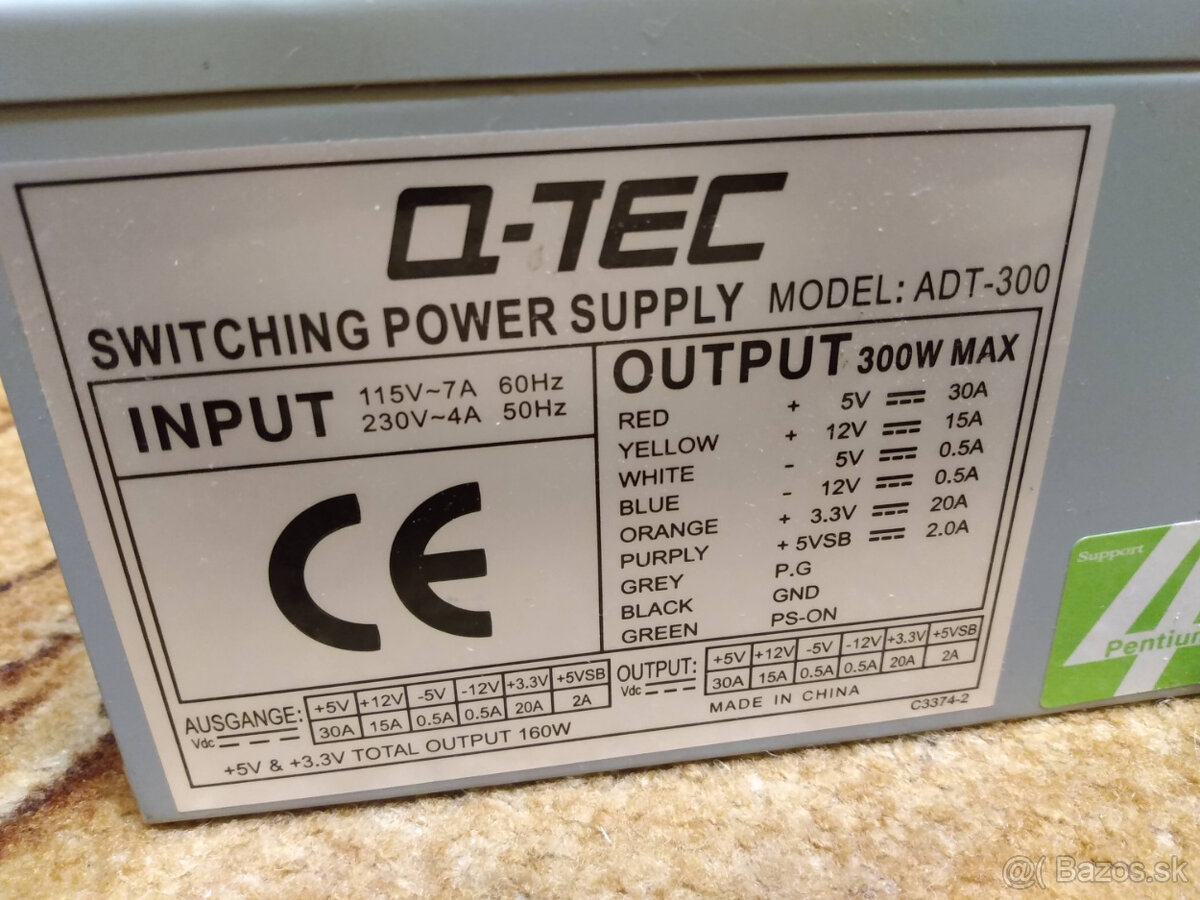 Q-TEC
SWITCHING POWER SUPPLY MODEL: ADT-300
INPUT 115V~7A 60Hz
230V~4A 50Hz
OUTPUT 300W MAX
RED + 5V 30A
YELLOW + 12V 15A
WHITE - 5V 0.5A
BLUE - 12V 0.5A
ORANGE + 3.3V 20A
PURPLY + 5VSB 2.0A
GREY P.G
BLACK GND
GREEN PS-ON
CE
AUSGANGE: +5V +12V -5V -12V +3.3V +5VSB
Vdc 30A 15A 0.5A 0.5A 20A 2A
+5V & +3.3V TOTAL OUTPUT 160W
OUTPUT: +5V +12V -5V -12V +3.3V +5VSB
Vdc 30A 15A 0.5A 0.5A 20A 2A
MADE IN CHINA
C3374-2
Support
4
Pentium
@( Bazos.sk